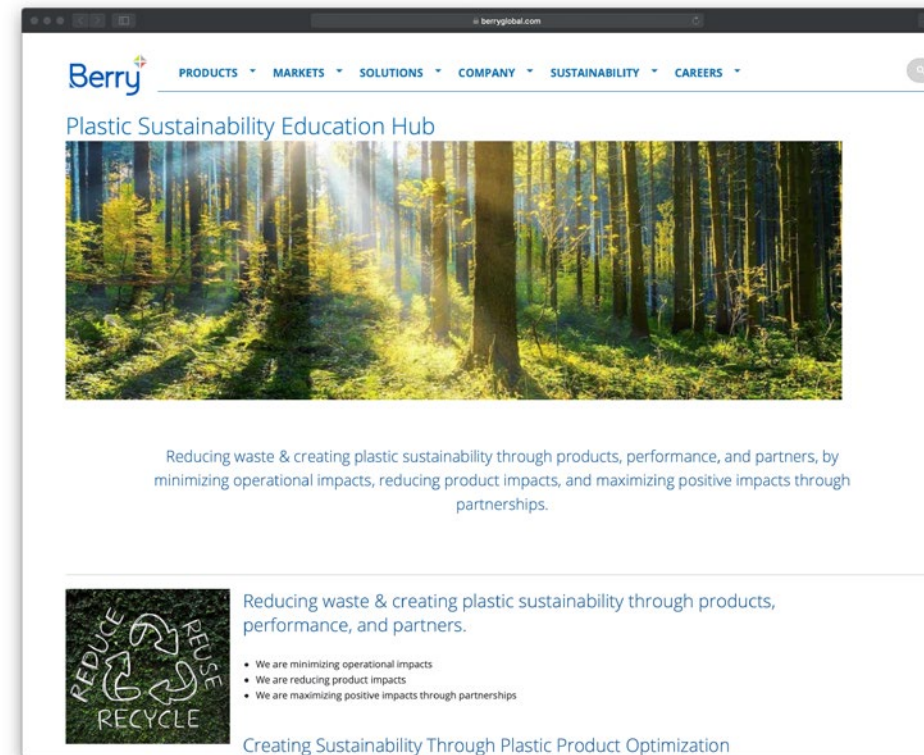 berryglobal.com
Berry
PRODUCTS MARKETS SOLUTIONS COMPANY SUSTAINABILITY CAREERS
Plastic Sustainability Education Hub
Reducing waste & creating plastic sustainability through products, performance, and partners, by
minimizing operational impacts, reducing product impacts, and maximizing positive impacts through
partnerships.
REDUCE
REUSE
RECYCLE
Reducing waste & creating plastic sustainability through products,
performance, and partners.
• We are minimizing operational impacts
• We are reducing product impacts
• We are maximizing positive impacts through partnerships
Creating Sustainability Through Plastic Product Optimization